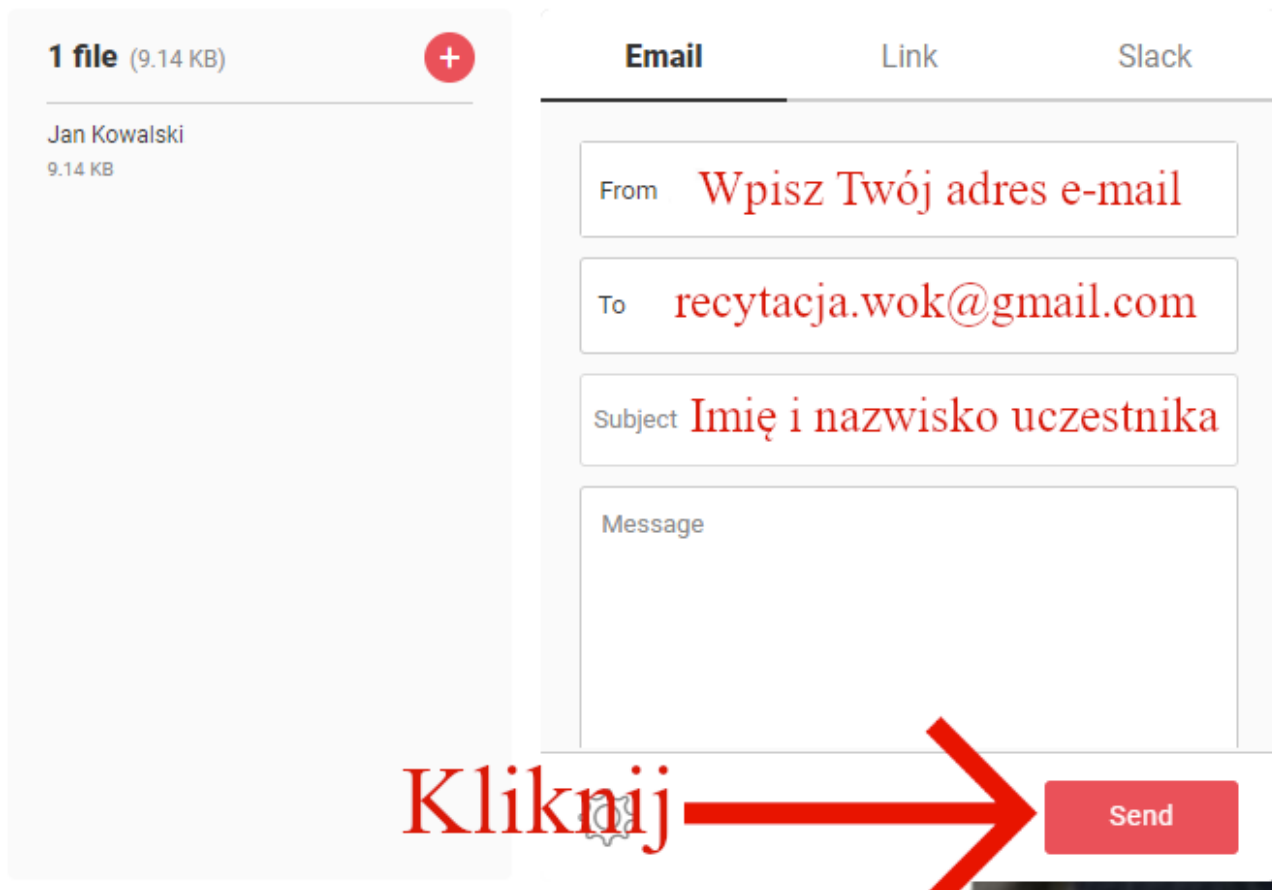 1 file (9.14 KB)
+
Jan Kowalski
9.14 KB
Email Link Slack
From Wpisz Twój adres e-mail
To recytacja.wok@gmail.com
Subject Imię i nazwisko uczestnika
Message
Kliknij
Send